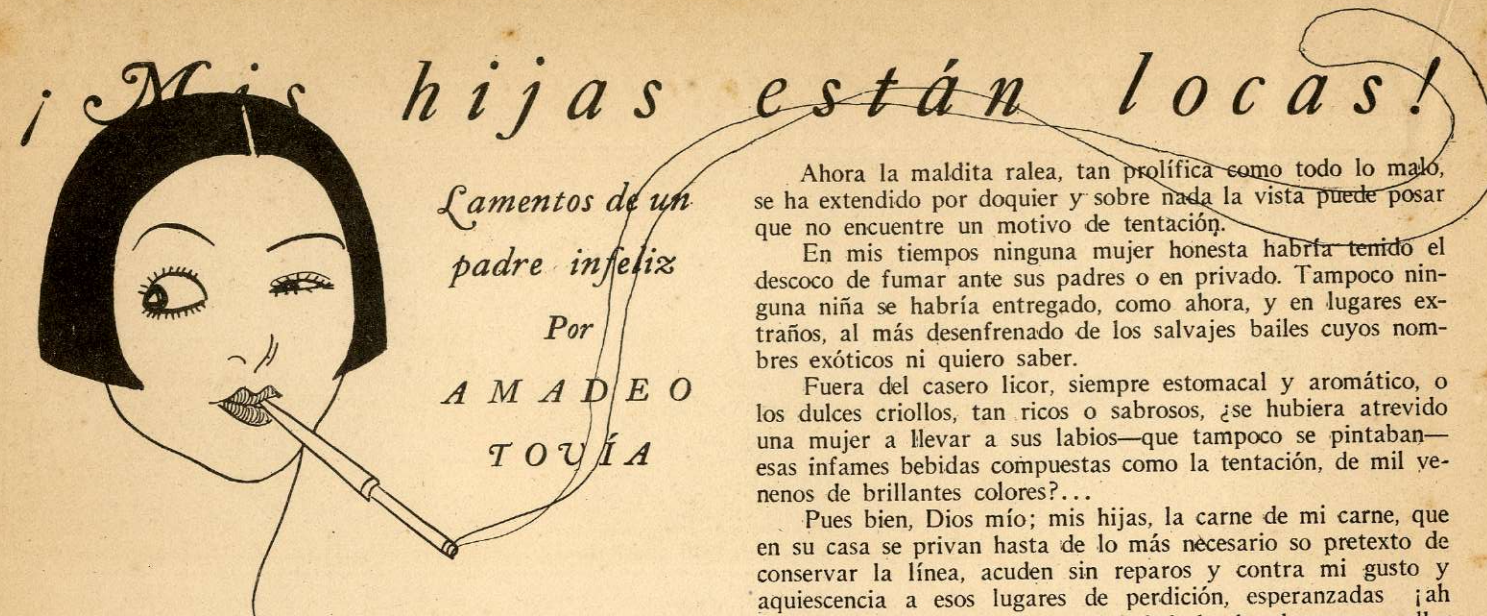 ¡Mis hijas están locas!
Lamentos de un
padre infeliz
Por
AMADEO
TOVÍA
Ahora la maldita ralea, tan prolífica como todo lo malo,
se ha extendido por doquier y sobre nada la vista puede posar
que no encuentre un motivo de tentación.
En mis tiempos ninguna mujer honesta habría tenido el
descoco de fumar ante sus padres o en privado. Tampoco nin-
guna niña se habría entregado, como ahora, y en lugares ex-
traños, al más desenfrenado de los salvajes bailes cuyos nom-
bres exóticos ni quiero saber.
Fuera del casero licor, siempre estomacal y aromático, o
los dulces criollos, tan ricos o sabrosos, ¿se hubiera atrevido
una mujer a llevar a sus labios—que tampoco se pintaban—
esas infames bebidas compuestas como la tentación, de mil ve-
nenos de brillantes colores?...
Pues bien, Dios mío; mis hijas, la carne de mi carne, que
en su casa se privan hasta de lo más necesario so pretexto de
conservar la línea, acuden sin reparos y contra mi gusto y
aquiescencia a esos lugares de perdición, esperanzadas ¡ah